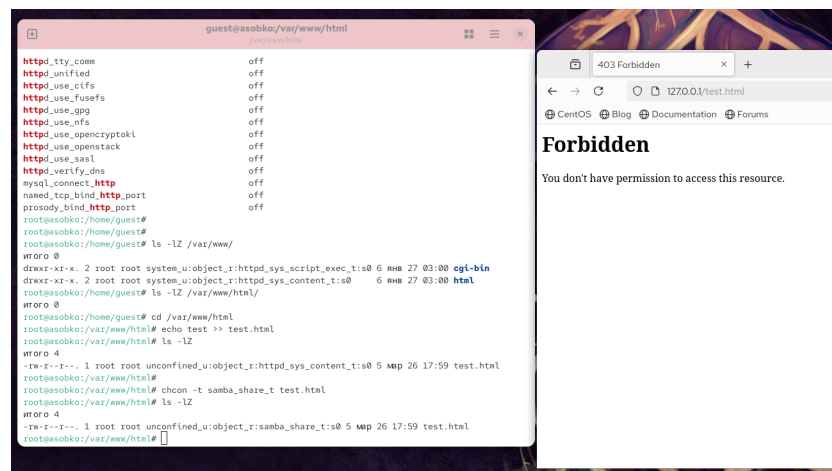 guest@asobko:/var/www/html
/var/www/html
httpd_tty_comm off
httpd_unified off
httpd_use_cifs off
httpd_use_fusefs off
httpd_use_gpg off
httpd_use_nfs off
httpd_use_opencryptoki off
httpd_use_openstack off
httpd_use_sasl off
httpd_verify_dns off
mysql_connect_http off
named_tcp_bind_http_port off
prosody_bind_http_port off
root@asobko:/home/guest#
root@asobko:/home/guest#
root@asobko:/home/guest# ls -lZ /var/www/
итого 0
drwxr-xr-x. 2 root root system_u:object_r:httpd_sys_script_exec_t:s0 6 янв 27 03:00 cgi-bin
drwxr-xr-x. 2 root root system_u:object_r:httpd_sys_content_t:s0 6 янв 27 03:00 html
root@asobko:/home/guest# ls -lZ /var/www/html/
итого 0
root@asobko:/home/guest# cd /var/www/html
root@asobko:/var/www/html# echo test >> test.html
root@asobko:/var/www/html# ls -lZ
итого 4
-rw-r--r--. 1 root root unconfined_u:object_r:httpd_sys_content_t:s0 5 мар 26 17:59 test.html
root@asobko:/var/www/html#
root@asobko:/var/www/html# chcon -t samba_share_t test.html
root@asobko:/var/www/html# ls -lZ
итого 4
-rw-r--r--. 1 root root unconfined_u:object_r:samba_share_t:s0 5 мар 26 17:59 test.html
root@asobko:/var/www/html#
403 Forbidden
127.0.0.1/test.html
CentOS Blog Documentation Forums
Forbidden
You don't have permission to access this resource.